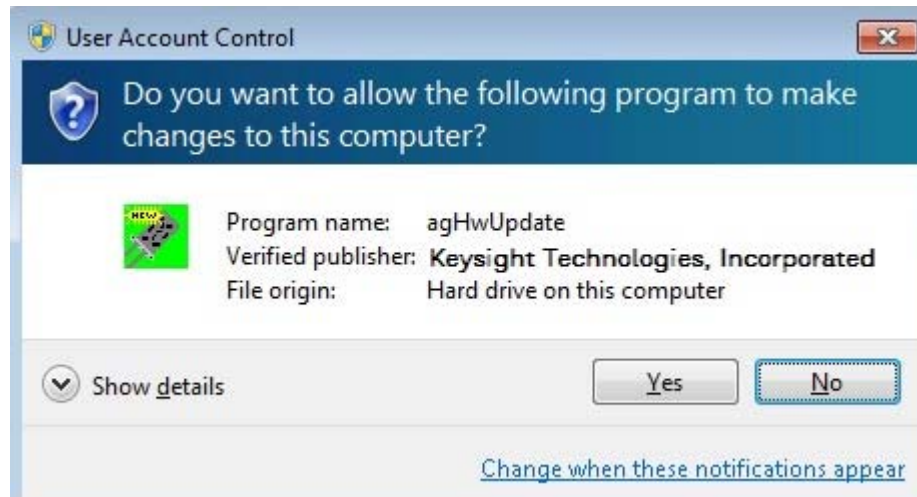 User Account Control
Do you want to allow the following program to make
changes to this computer?
NEW
Program name: agHwUpdate
Verified publisher: Keysight Technologies, Incorporated
File origin: Hard drive on this computer
Show details
Yes
No
Change when these notifications appear